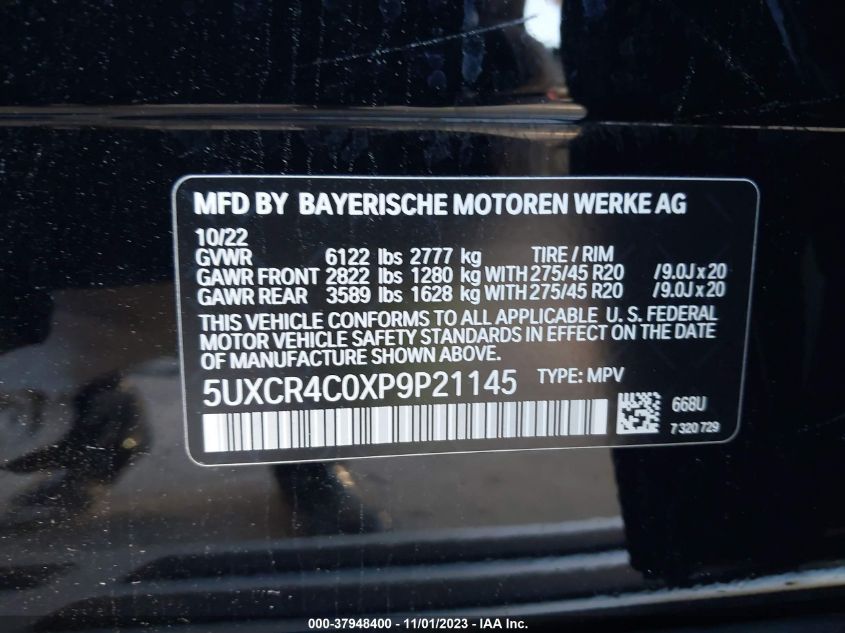 MFD BY BAYERISCHE MOTOREN WERKE AG
10/22
GVWR 6122 lbs 2777 kg TIRE / RIM
GAWR FRONT 2822 lbs 1280 kg WITH 275/45 R20 /9.0J x 20
GAWR REAR 3589 lbs 1628 kg WITH 275/45 R20 /9.0J x 20
THIS VEHICLE CONFORMS TO ALL APPLICABLE U. S. FEDERAL
MOTOR VEHICLE SAFETY STANDARDS IN EFFECT ON THE DATE
OF MANUFACTURE SHOWN ABOVE.
5UXCR4C0XP9P21145 TYPE: MPV
668U
7 320 729
000-37948400 - 11/01/2023 - IAAI.com